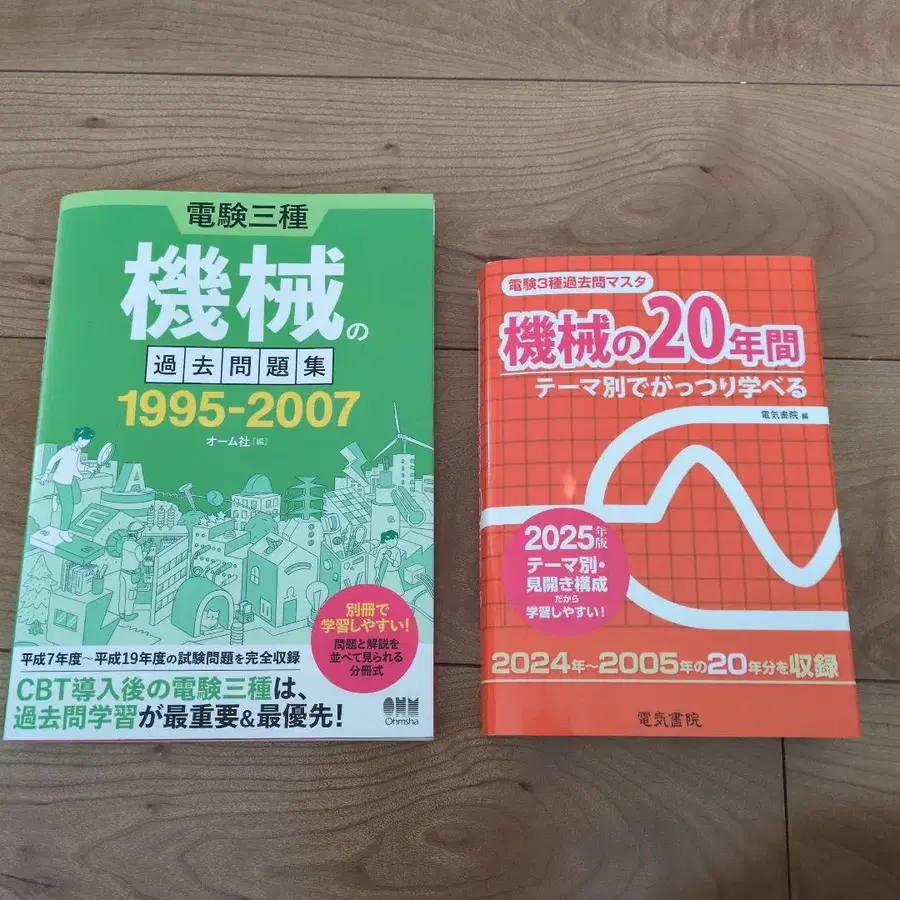 電験三種
機械の
過去問題集
1995-2007
オーム社[編]
別冊で
学習しやすい!
問題と解説を
並べて見られる
分冊式
平成7年度~平成19年度の試験問題を完全収録
CBT導入後の電験三種は、
過去問学習が最重要&最優先!
OHM
Ohmsha
電験3種過去問マスタ
機械の20年間
テーマ別でがっつり学べる
電気書院 編
2025年版
テーマ別・
見開き構成
だから
学習しやすい!
2024年~2005年の20年分を収録
電気書院